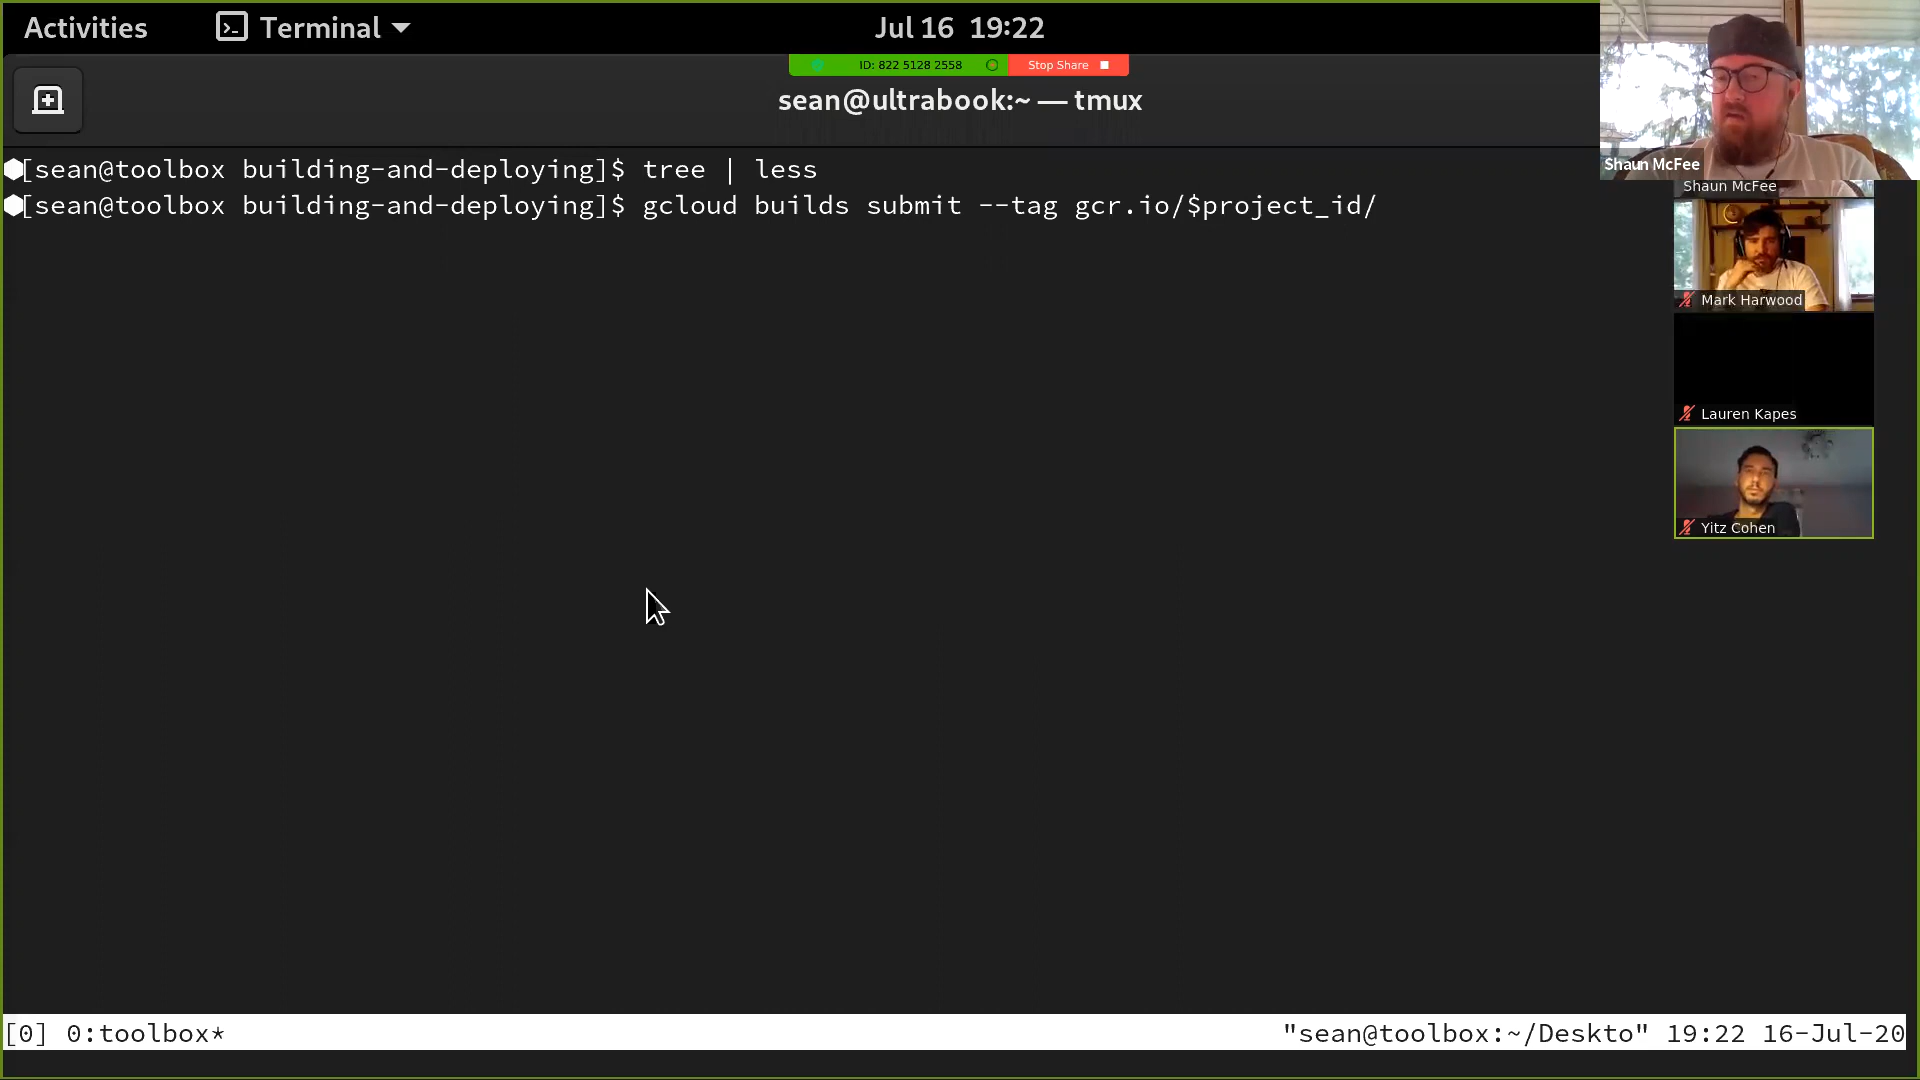 Activities Terminal Jul 16 19:22
ID: 822 5128 2558 Stop Share
sean@ultrabook:~ — tmux
[sean@toolbox building-and-deploying]$ tree | less
[sean@toolbox building-and-deploying]$ gcloud builds submit --tag gcr.io/$project_id/
Shaun McFee
Shaun McFee
Mark Harwood
Lauren Kapes
Yitz Cohen
[0] 0:toolbox* "sean@toolbox:~/Deskto" 19:22 16-Jul-20